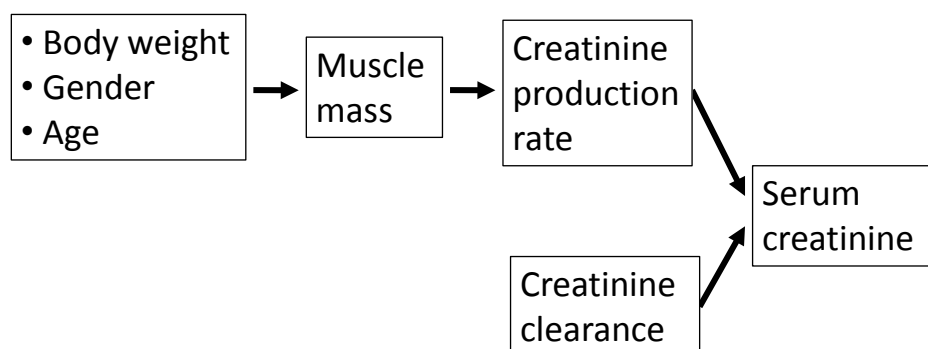 • Body weight
• Gender
• Age
Muscle
mass
Creatinine
production
rate
Serum
creatinine
Creatinine
clearance